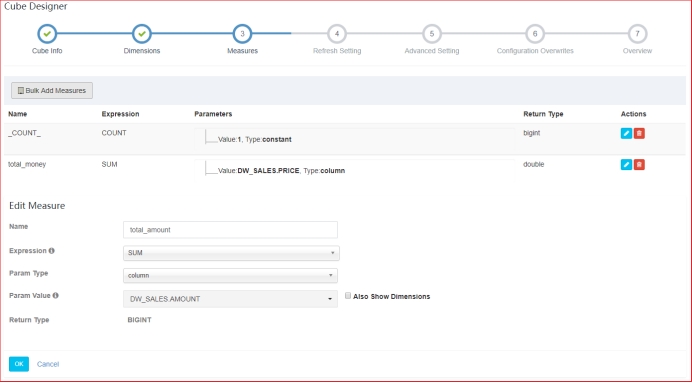 Cube Designer
3 4 5 6 7
Cube Info Dimensions Measures Refresh Setting Advanced Setting Configuration Overwrites Overview
Bulk Add Measures
Name Expression Parameters Return Type Actions
_COUNT_ COUNT Value:1, Type:constant bigint
total_money SUM Value:DW_SALES.PRICE, Type:column double
Edit Measure
Name total_amount
Expression SUM
Param Type column
Param Value DW_SALES.AMOUNT Also Show Dimensions
Return Type BIGINT
OK Cancel